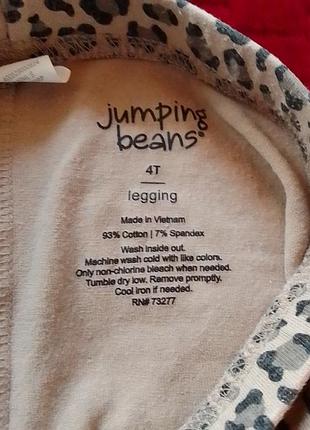 jumping
beans
4T
legging
Made in Vietnam
93% Cotton | 7% Spandex
Wash inside out.
Machine wash cold with like colors.
Only non-chlorine bleach when needed.
Tumble dry low. Remove promptly.
Cool iron if needed.
RN# 73277